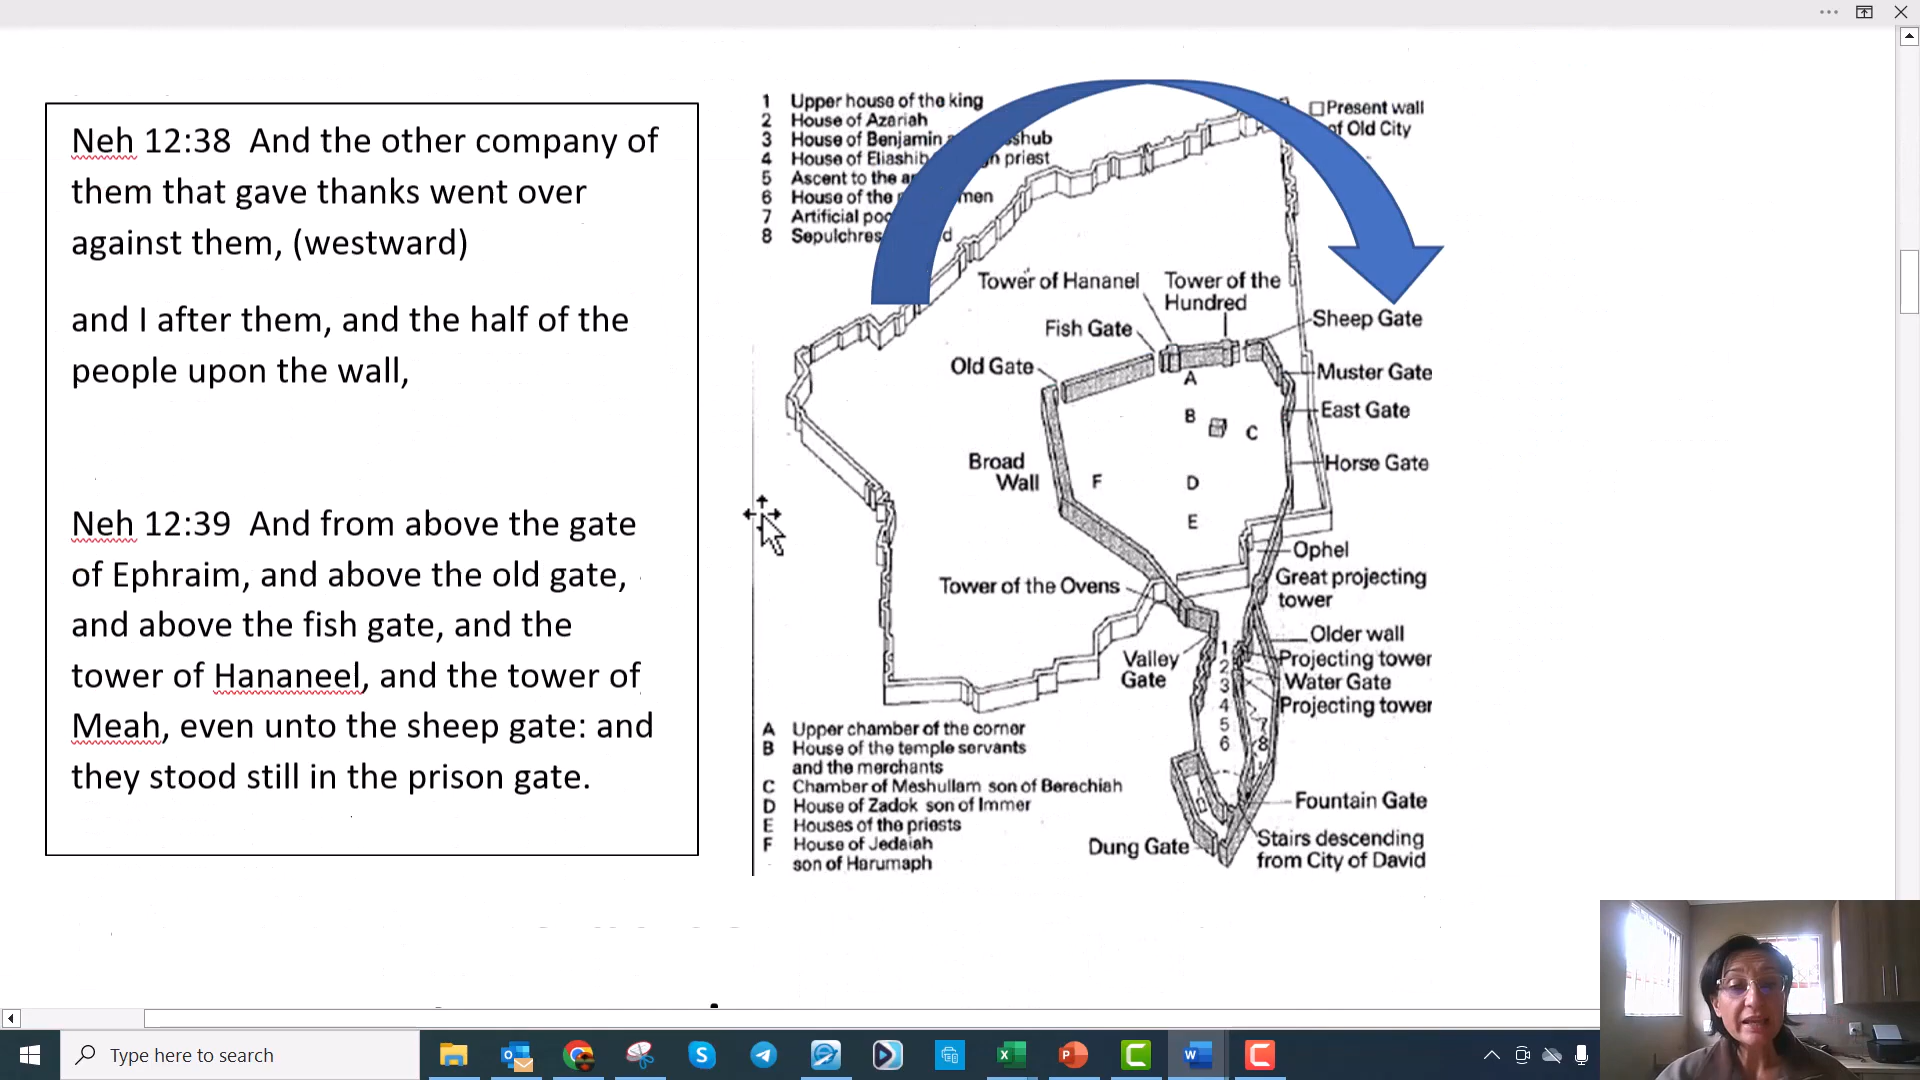 Neh 12:38  And the other company of
them that gave thanks went over
against them, (westward)
and I after them, and the half of the
people upon the wall,
Neh 12:39  And from above the gate
of Ephraim, and above the old gate,
and above the fish gate, and the
tower of Hananeel, and the tower of
Meah, even unto the sheep gate: and
they stood still in the prison gate.
1 Upper house of the king
2 House of Azariah
3 House of Benjamin
4 House of Eliashib priest
5 Ascent to the
6 House of the
7 Artificial
8 Sepulchres
Present wall
of Old City
Tower of Hananel
Tower of the
Hundred
Fish Gate
Sheep Gate
Old Gate
Muster Gate
East Gate
Broad
Wall
Horse Gate
A
B
C
D
E
F
Ophel
Great projecting
tower
Tower of the Ovens
Older wall
Projecting tower
Water Gate
Projecting tower
Valley
Gate
1
2
3
4
5
6
7
8
Fountain Gate
Stairs descending
from City of David
Dung Gate
A Upper chamber of the corner
B House of the temple servants
and the merchants
C Chamber of Meshullam son of Berechiah
D House of Zadok son of Immer
E Houses of the priests
F House of Jedaiah
son of Harumaph
Type here to search